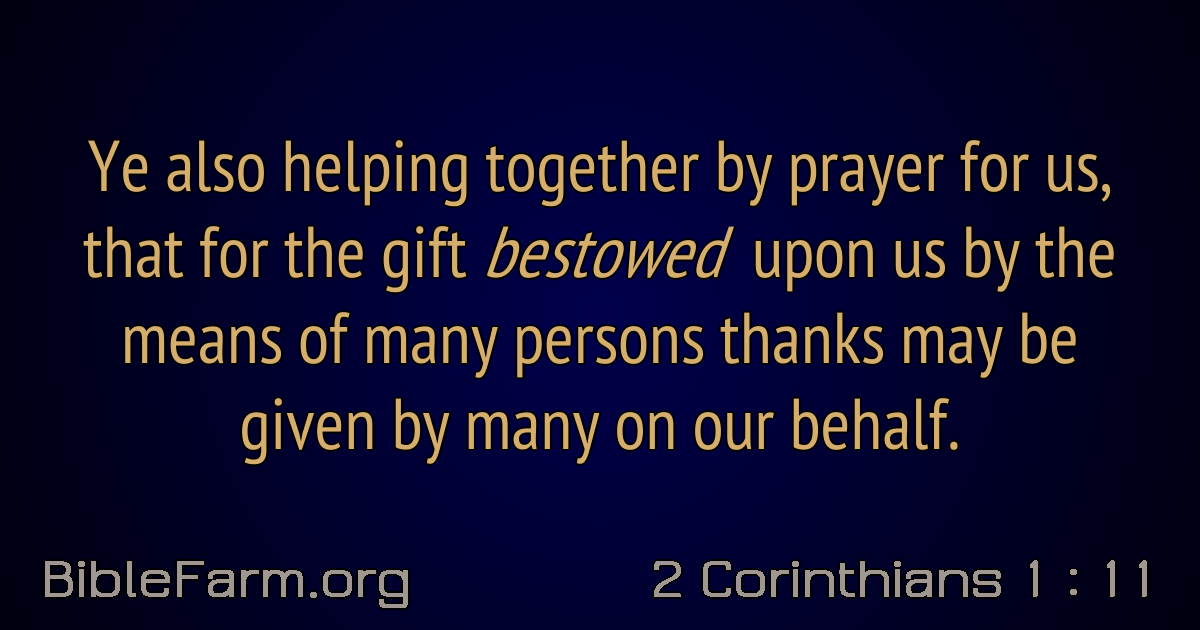 Ye also helping together by prayer for us,
that for the gift bestowed upon us by the
means of many persons thanks may be
given by many on our behalf.
BibleFarm.org
2 Corinthians 1 : 11